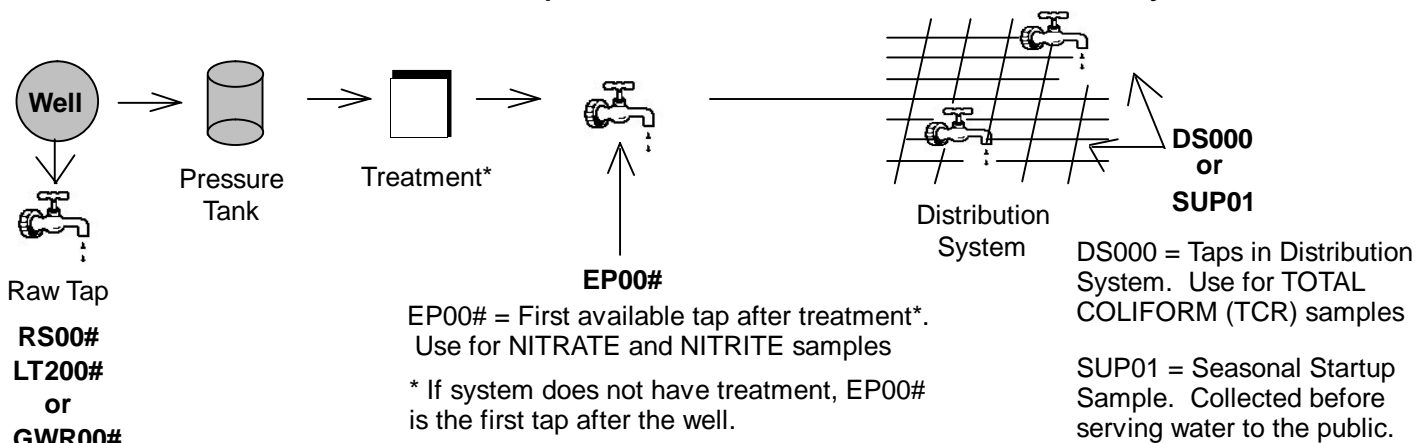 Well
Pressure
Tank
Treatment*
Raw Tap
RS00#
LT200#
or
GWR00#
EP00#
EP00# = First available tap after treatment*.
Use for NITRATE and NITRITE samples
* If system does not have treatment, EP00#
is the first tap after the well.
Distribution
System
DS000
or
SUP01
DS000 = Taps in Distribution
System. Use for TOTAL
COLIFORM (TCR) samples
SUP01 = Seasonal Startup
Sample. Collected before
serving water to the public.